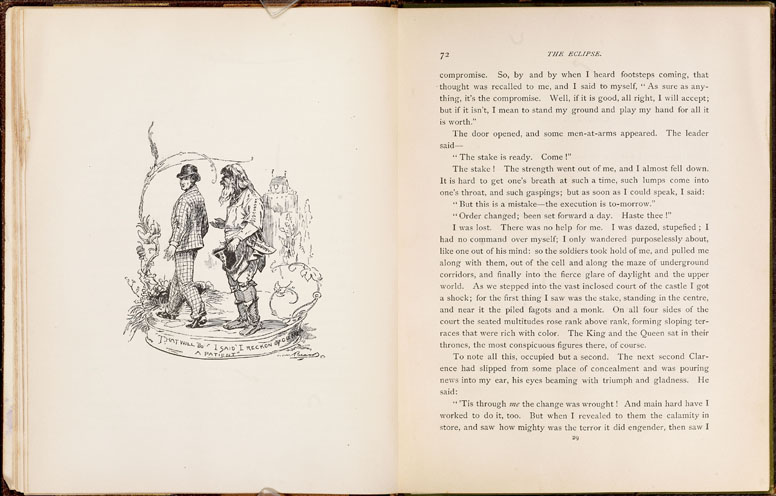 "THAT WILL DO" I SAID "I RECKON
A PATIENT"
72
THE ECLIPSE.
compromise. So, by and by when I heard footsteps coming, that
thought was recalled to me, and I said to myself, "As sure as any-
thing, it's the compromise. Well, if it is good, all right, I will accept;
but if it isn't, I mean to stand my ground and play my hand for all it
is worth."
The door opened, and some men-at-arms appeared. The leader
said—
"The stake is ready. Come!"
The stake! The strength went out of me, and I almost fell down.
It is hard to get one's breath at such a time, such lumps come into
one's throat, and such gaspings; but as soon as I could speak, I said:
"But this is a mistake—the execution is to-morrow."
"Order changed; been set forward a day. Haste thee!"
I was lost. There was no help for me. I was dazed, stupefied; I
had no command over myself; I only wandered purposelessly about,
like one out of his mind: so the soldiers took hold of me, and pulled me
along with them, out of the cell and along the maze of underground
corridors, and finally into the fierce glare of daylight and the upper
world. As we stepped into the vast inclosed court of the castle I got
a shock; for the first thing I saw was the stake, standing in the centre,
and near it the piled fagots and a monk. On all four sides of the
court the seated multitudes rose rank above rank, forming sloping ter-
races that were rich with color. The King and the Queen sat in their
thrones, the most conspicuous figures there, of course.
To note all this, occupied but a second. The next second Clar-
ence had slipped from some place of concealment and was pouring
news into my ear, his eyes beaming with triumph and gladness. He
said:
"'Tis through me the change was wrought! And main hard have I
worked to do it, too. But when I revealed to them the calamity in
store, and saw how mighty was the terror it did engender, then saw I
29